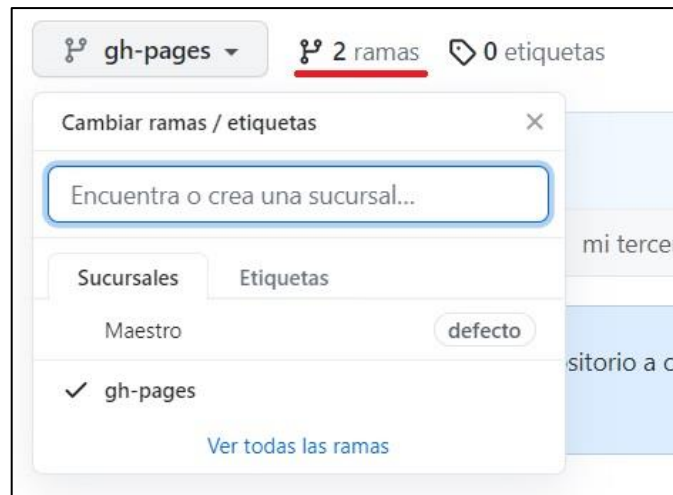 gh-pages 2 ramas 0 etiquetas
Cambiar ramas / etiquetas
Encuentra o crea una sucursal...
mi terce
Sucursales Etiquetas
Maestro defecto
sitorio a c
gh-pages
Ver todas las ramas